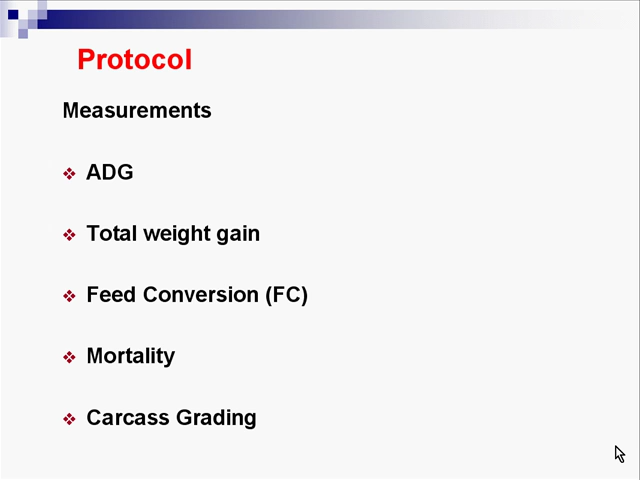 Protocol
Measurements
ADG
Total weight gain
Feed Conversion (FC)
Mortality
Carcass Grading